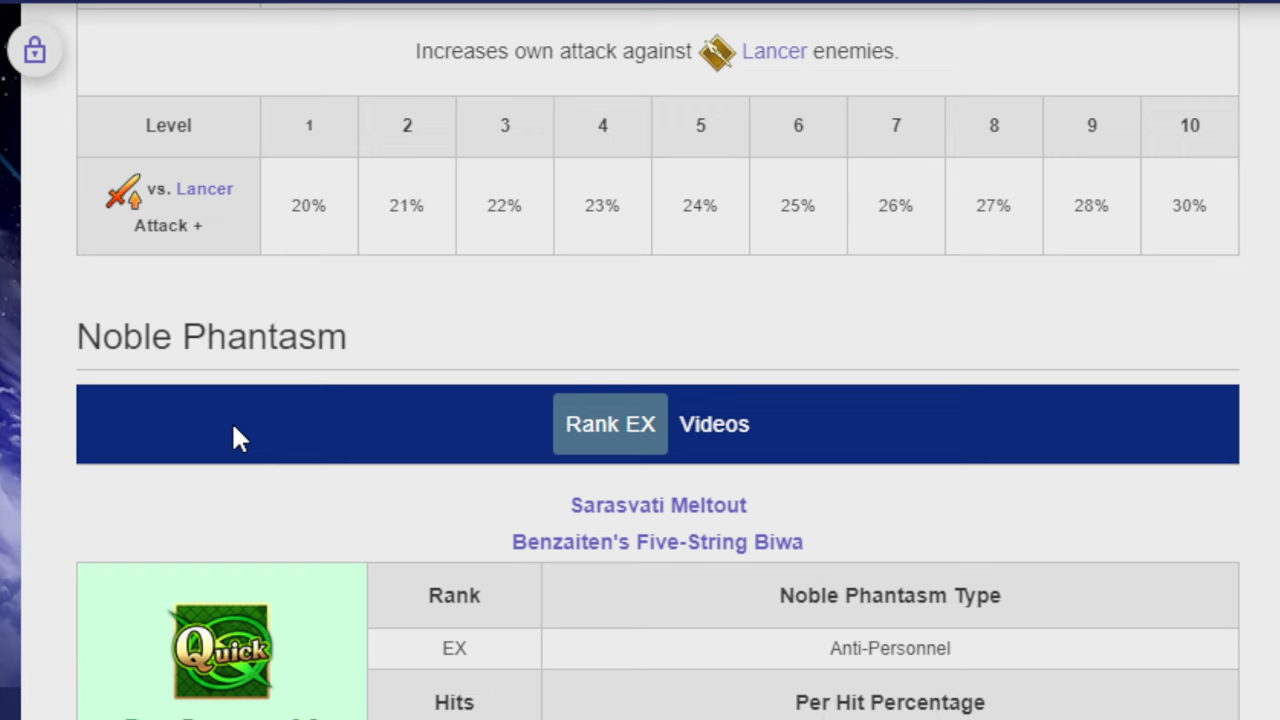 Increases own attack against Lancer enemies.
Level 1 2 3 4 5 6 7 8 9 10
vs. Lancer
Attack +
20% 21% 22% 23% 24% 25% 26% 27% 28% 30%
Noble Phantasm
Rank EX Videos
Sarasvati Meltout
Benzaiten's Five-String Biwa
Quick
Rank Noble Phantasm Type
EX Anti-Personnel
Hits Per Hit Percentage